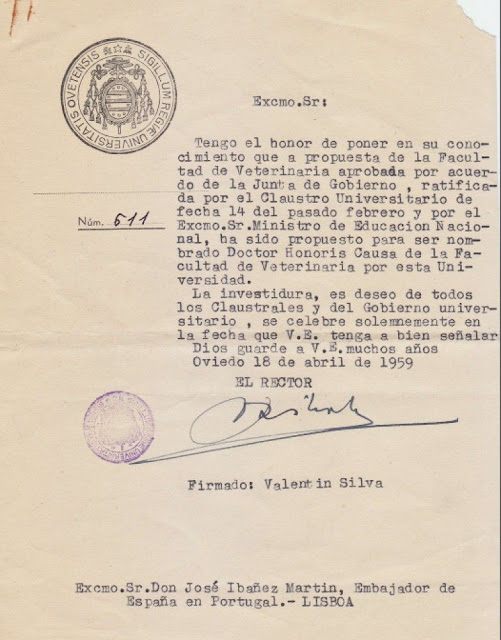 SIGILLUM REGIÆ UNIVERSITATIS OVETENSIS
Excmo.Sr:
Tengo el honor de poner en su cono-
cimiento que a propuesta de la Facul-
tad de Veterinaria aprobada por acuer
do de la Junta de Gobierno , ratifica-
da por el Claustro Universitario de
fecha 14 del pasado febrero y por el
Excmo.Sr.Ministro de Educacion Nacio-
nal, ha sido propuesto para ser nom-
brado Doctor Honoris Causa de la Fa-
cultad de Veterinaria por esta Uni-
versidad.
Núm. 511
La investidura, es deseo de todos
los Claustrales y del Gobierno univer-
sitario , se celebre solemnemente en
la fecha que V.E. tenga a bien señalar
Dios guarde a V.E.muchos años
Oviedo 18 de abril de 1959
EL RECTOR
Firmado: Valentin Silva
Excmo.Sr.Don José Ibañez Martin, Embajador de
España en Portugal.- LISBOA